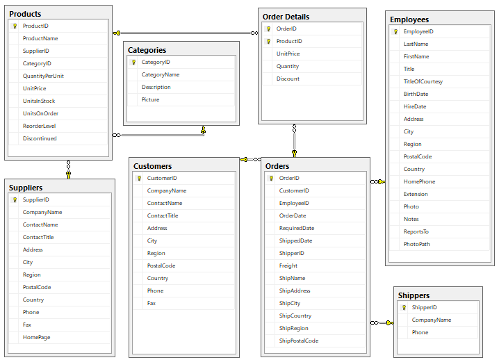 Products
ProductID
ProductName
SupplierID
CategoryID
QuantityPerUnit
UnitPrice
UnitsInStock
UnitsOnOrder
ReorderLevel
Discontinued
Categories
CategoryID
CategoryName
Description
Picture
Order Details
OrderID
ProductID
UnitPrice
Quantity
Discount
Employees
EmployeeID
LastName
FirstName
Title
TitleOfCourtesy
BirthDate
HireDate
Address
City
Region
PostalCode
Country
HomePhone
Extension
Photo
Notes
ReportsTo
PhotoPath
Suppliers
SupplierID
CompanyName
ContactName
ContactTitle
Address
City
Region
PostalCode
Country
Phone
Fax
HomePage
Customers
CustomerID
CompanyName
ContactName
ContactTitle
Address
City
Region
PostalCode
Country
Phone
Fax
Orders
OrderID
CustomerID
EmployeeID
OrderDate
RequiredDate
ShippedDate
ShipperID
Freight
ShipName
ShipAddress
ShipCity
ShipCountry
ShipRegion
ShipPostalCode
Shippers
ShipperID
CompanyName
Phone